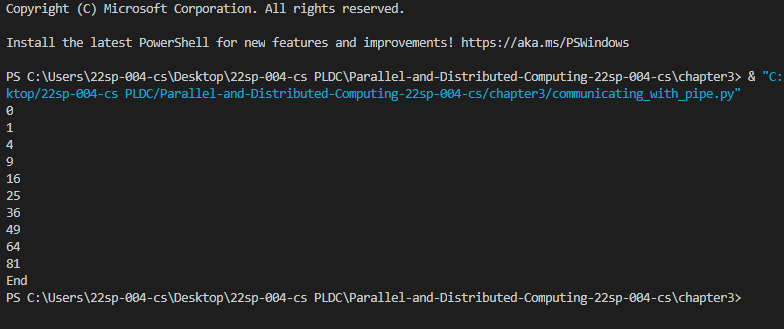 Copyright (C) Microsoft Corporation. All rights reserved.
Install the latest PowerShell for new features and improvements! https://aka.ms/PSWindows
PS C:\Users\22sp-004-cs\Desktop\22sp-004-cs PLDC\Parallel-and-Distributed-Computing-22sp-004-cs\chapter3> & "C:
ktop/22sp-004-cs PLDC/Parallel-and-Distributed-Computing-22sp-004-cs/chapter3/communicating_with_pipe.py"
0
1
4
9
16
25
36
49
64
81
End
PS C:\Users\22sp-004-cs\Desktop\22sp-004-cs PLDC\Parallel-and-Distributed-Computing-22sp-004-cs\chapter3>